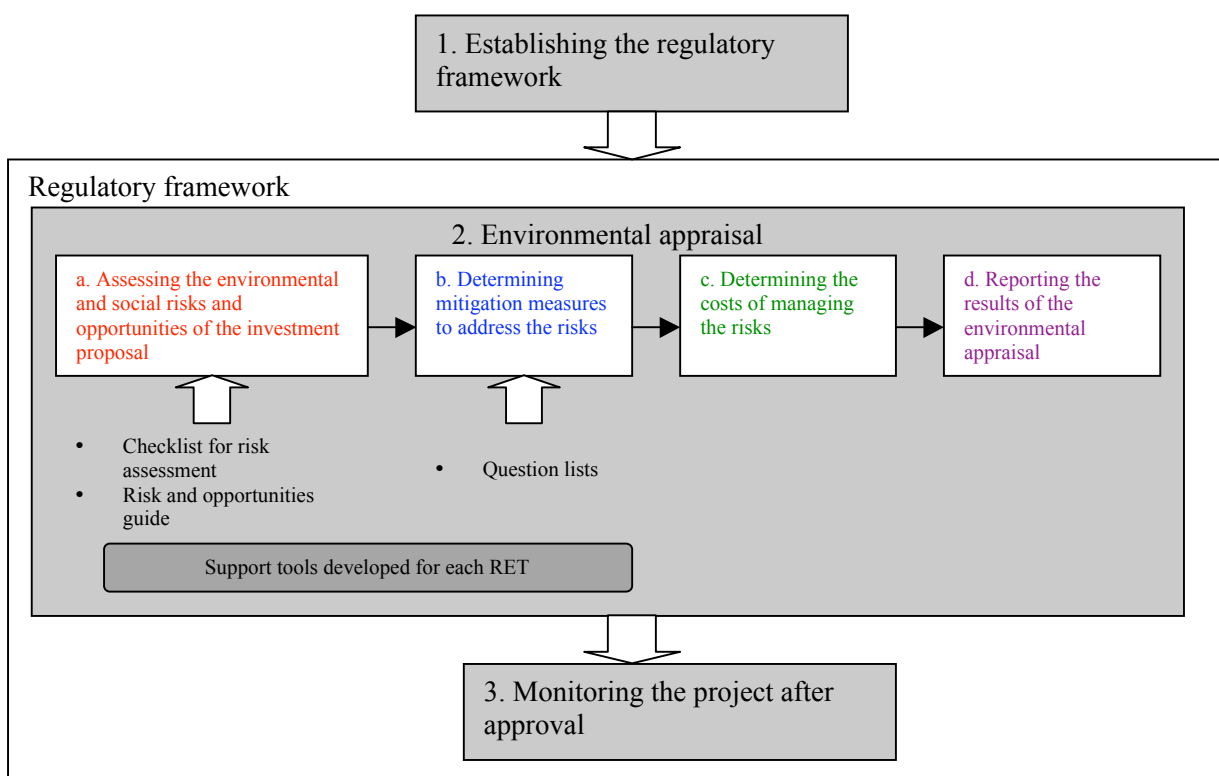 1. Establishing the regulatory
framework
Regulatory framework
2. Environmental appraisal
a. Assessing the environmental
and social risks and
opportunities of the investment
proposal
b. Determining
mitigation measures
to address the risks
c. Determining the
costs of managing
the risks
d. Reporting the
results of the
environmental
appraisal
• Checklist for risk
assessment
• Risk and opportunities
guide
• Question lists
Support tools developed for each RET
3. Monitoring the project after
approval